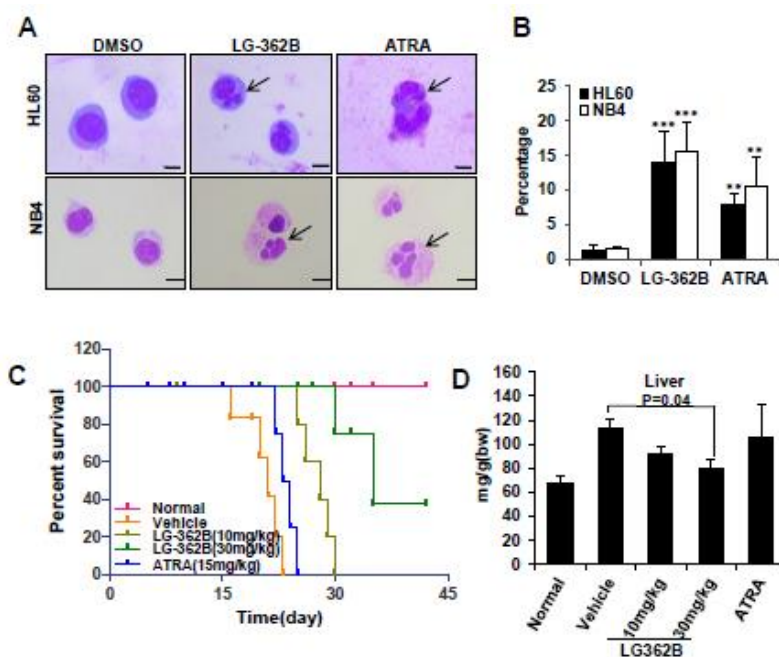 A
DMSO
LG-362B
ATRA
HL60
NB4
B
Percentage
25
20
15
10
5
0
HL60
NB4
***
***
**
**
DMSO
LG-362B
ATRA
C
Percent survival
120
100
80
60
40
20
0
Normal
Vehicle
LG-362B(10mg/kg)
LG-362B(30mg/kg)
ATRA(15mg/kg)
0
15
30
45
Time(day)
D
mg/g(bw)
160
140
120
100
80
60
40
20
0
Liver
P=0.04
Normal
Vehicle
10mg/kg
30mg/kg
ATRA
LG362B